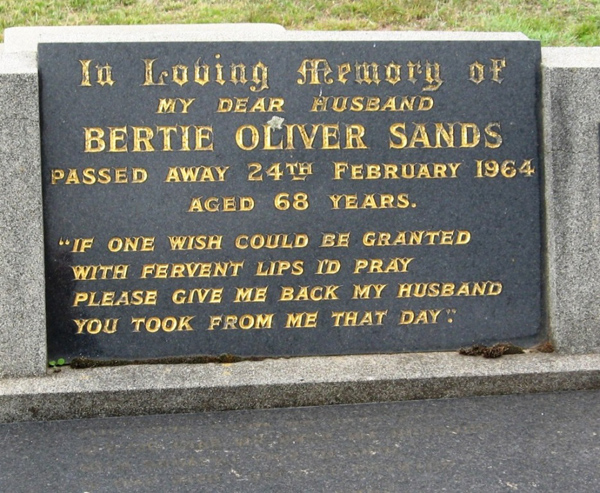 In Loving Memory of
MY DEAR HUSBAND
BERTIE OLIVER SANDS
PASSED AWAY 24TH FEBRUARY 1964
AGED 68 YEARS.
"IF ONE WISH COULD BE GRANTED
WITH FERVENT LIPS I'D PRAY
PLEASE GIVE ME BACK MY HUSBAND
YOU TOOK FROM ME THAT DAY".